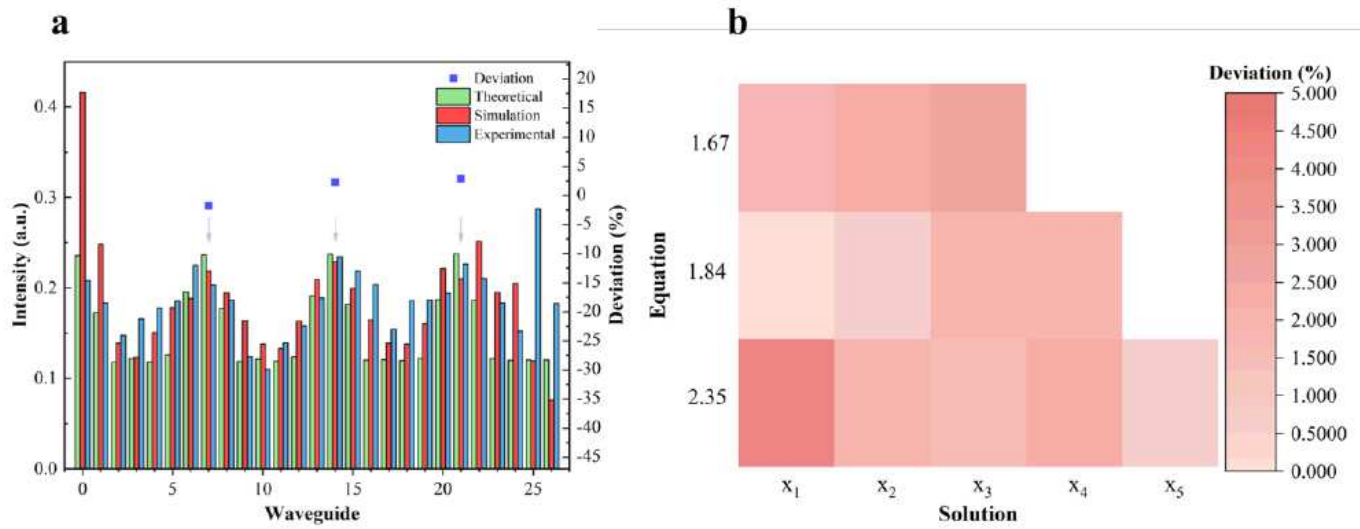 a
b
Deviation
Theoretical
Simulation
Experimental
Intensity (a.u.)
0.4
0.3
0.2
0.1
0.0
20
15
10
5
0
-5
-10
-15
-20
-25
-30
-35
-40
-45
Deviation (%)
0 5 10 15 20 25
Waveguide
Equation
1.67
1.84
2.35
x₁ x₂ x₃ x₄ x₅
Solution
Deviation (%)
5.000
4.500
4.000
3.500
3.000
2.500
2.000
1.500
1.000
0.5000
0.000